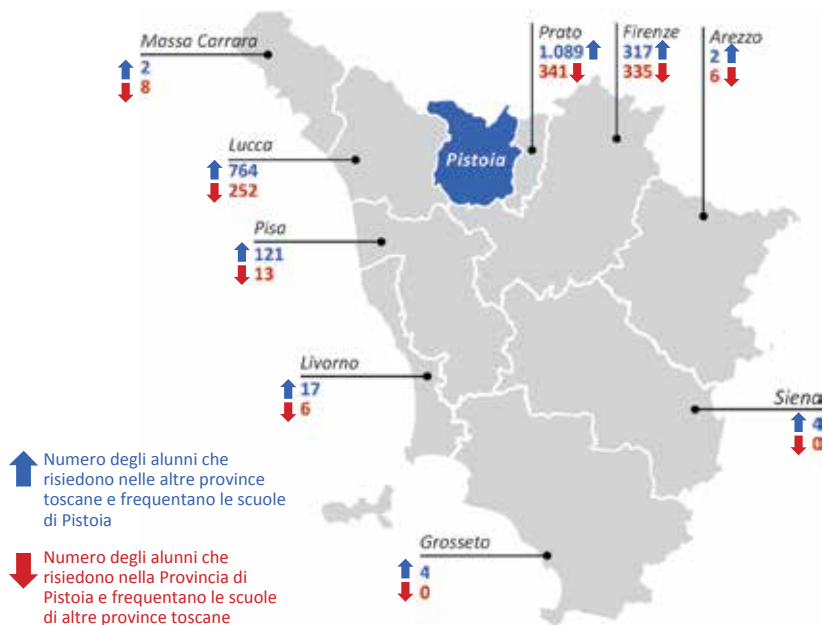 Massa Carrara
2
8
Prato
1.089
341
Firenze
317
335
Arezzo
2
6
Lucca
764
252
Pistoia
Pisa
121
13
Livorno
17
6
Siena
4
0
Grosseto
4
0
Numero degli alunni che
risiedono nelle altre province
toscane e frequentano le scuole
di Pistoia
Numero degli alunni che
risiedono nella Provincia di
Pistoia e frequentano le scuole
di altre province toscane